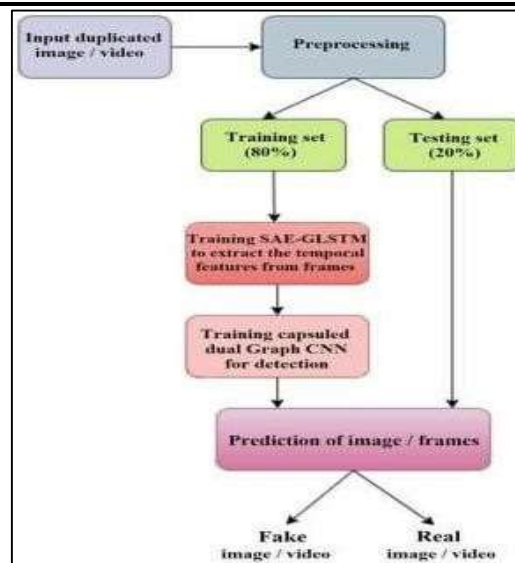 Input duplicated
image / video
Preprocessing
Training set
(80%)
Testing set
(20%)
Training SAE-GLSTM
to extract the temporal
features from frames
Training capsuled
dual Graph CNN
for detection
Prediction of image / frames
Fake
image / video
Real
image / video